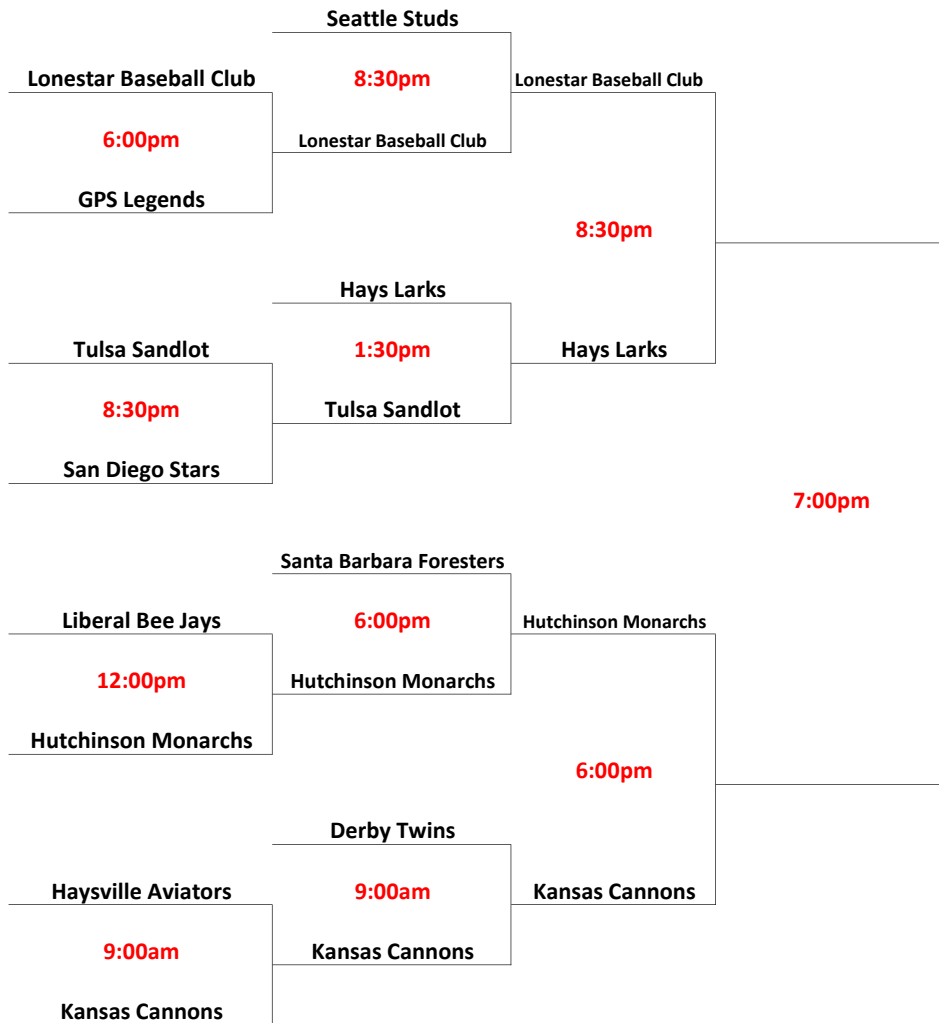 Seattle Studs
Lonestar Baseball Club
8:30pm
Lonestar Baseball Club
6:00pm
Lonestar Baseball Club
GPS Legends
8:30pm
Hays Larks
Tulsa Sandlot
1:30pm
Hays Larks
8:30pm
Tulsa Sandlot
San Diego Stars
7:00pm
Santa Barbara Foresters
Liberal Bee Jays
6:00pm
Hutchinson Monarchs
12:00pm
Hutchinson Monarchs
Hutchinson Monarchs
6:00pm
Derby Twins
Haysville Aviators
9:00am
Kansas Cannons
9:00am
Kansas Cannons
Kansas Cannons